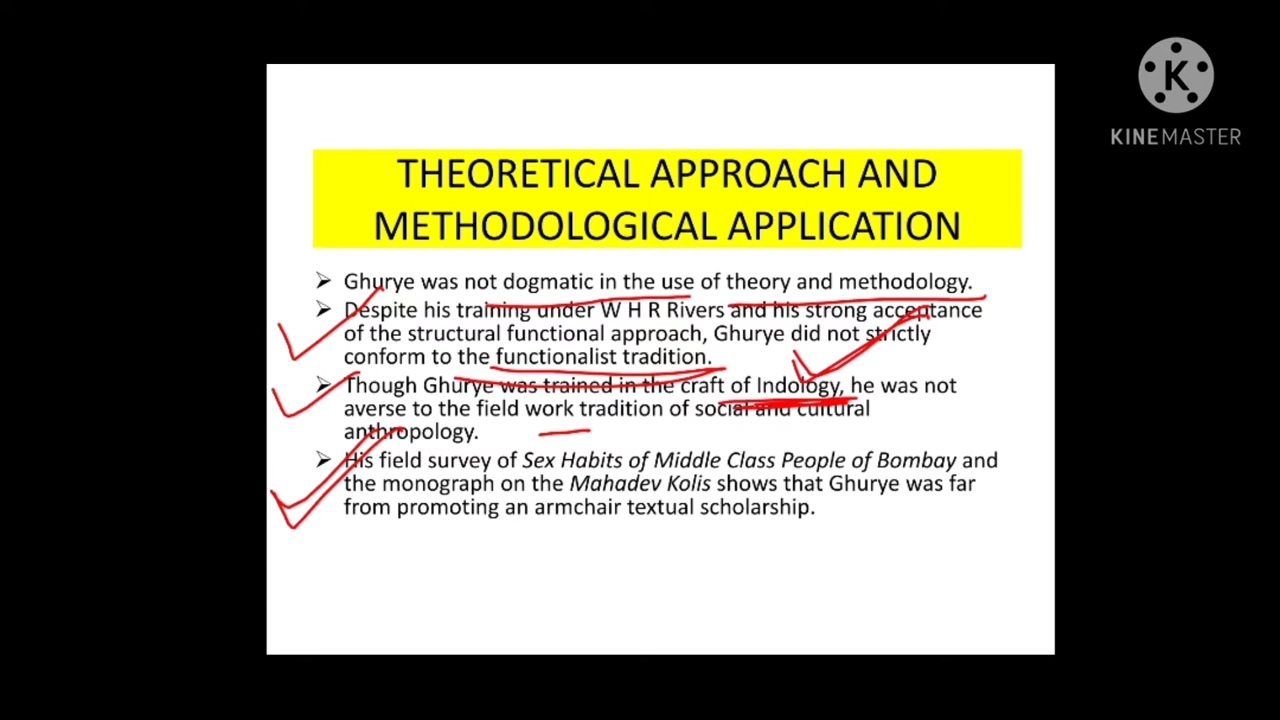 K
KINEMASTER
THEORETICAL APPROACH AND
METHODOLOGICAL APPLICATION
Ghurye was not dogmatic in the use of theory and methodology.
Despite his training under W H R Rivers and his strong acceptance
of the structural functional approach, Ghurye did not strictly
conform to the functionalist tradition.
Though Ghurye was trained in the craft of Indology, he was not
averse to the field work tradition of social and cultural
anthropology.
His field survey of Sex Habits of Middle Class People of Bombay and
the monograph on the Mahadev Kolis shows that Ghurye was far
from promoting an armchair textual scholarship.